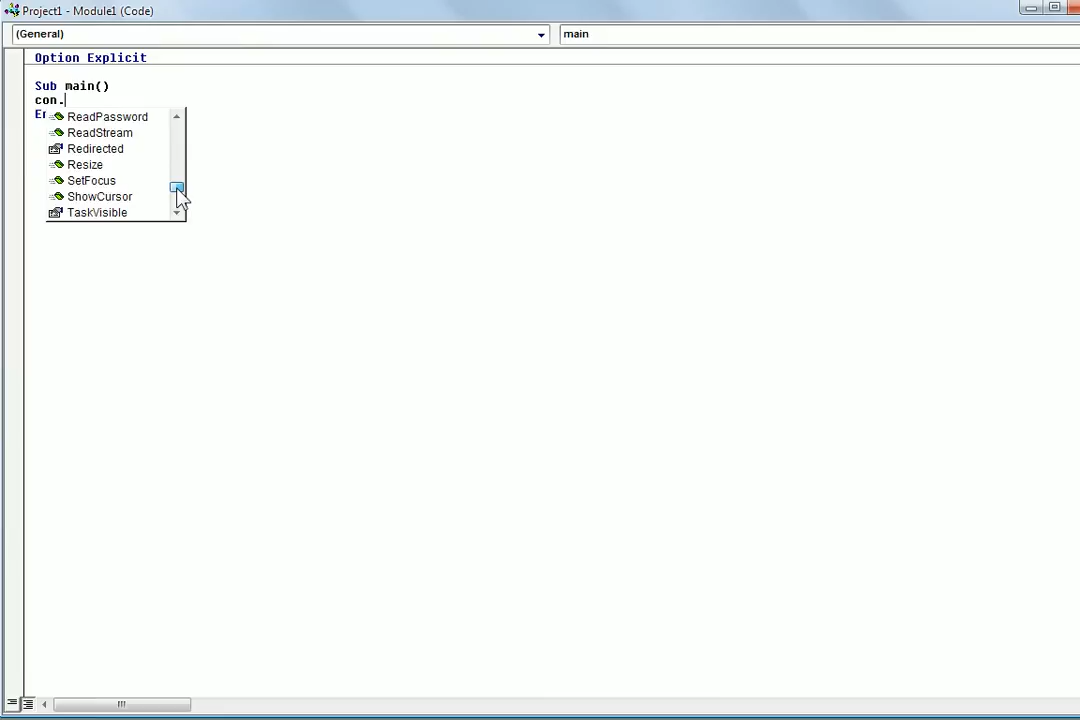 Project1 - Module1 (Code)
(General)
main
Option Explicit
Sub main()
con.
ReadPassword
ReadStream
Redirected
Resize
SetFocus
ShowCursor
TaskVisible